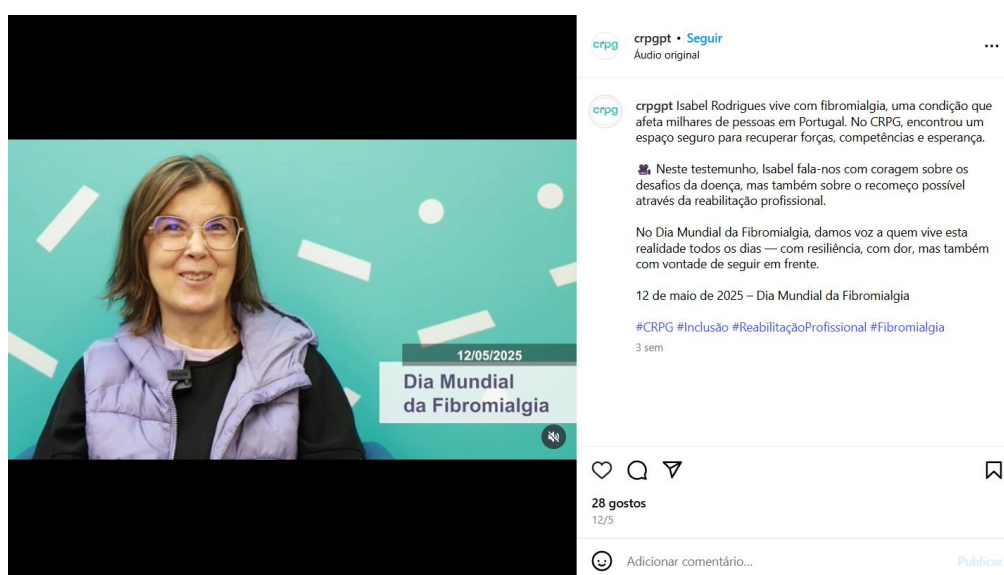 12/05/2025
Dia Mundial
da Fibromialgia
crpg
crpgpt • Seguir
Áudio original
crpg
crpgpt Isabel Rodrigues vive com fibromialgia, uma condição que
afeta milhares de pessoas em Portugal. No CRPG, encontrou um
espaço seguro para recuperar forças, competências e esperança.
🎥 Neste testemunho, Isabel fala-nos com coragem sobre os
desafios da doença, mas também sobre o recomeço possível
através da reabilitação profissional.
No Dia Mundial da Fibromialgia, damos voz a quem vive esta
realidade todos os dias — com resiliência, com dor, mas também
com vontade de seguir em frente.
12 de maio de 2025 – Dia Mundial da Fibromialgia
#CRPG #Inclusão #ReabilitaçãoProfissional #Fibromialgia
3 sem
28 gostos
12/5
Adicionar comentário...
Publicar